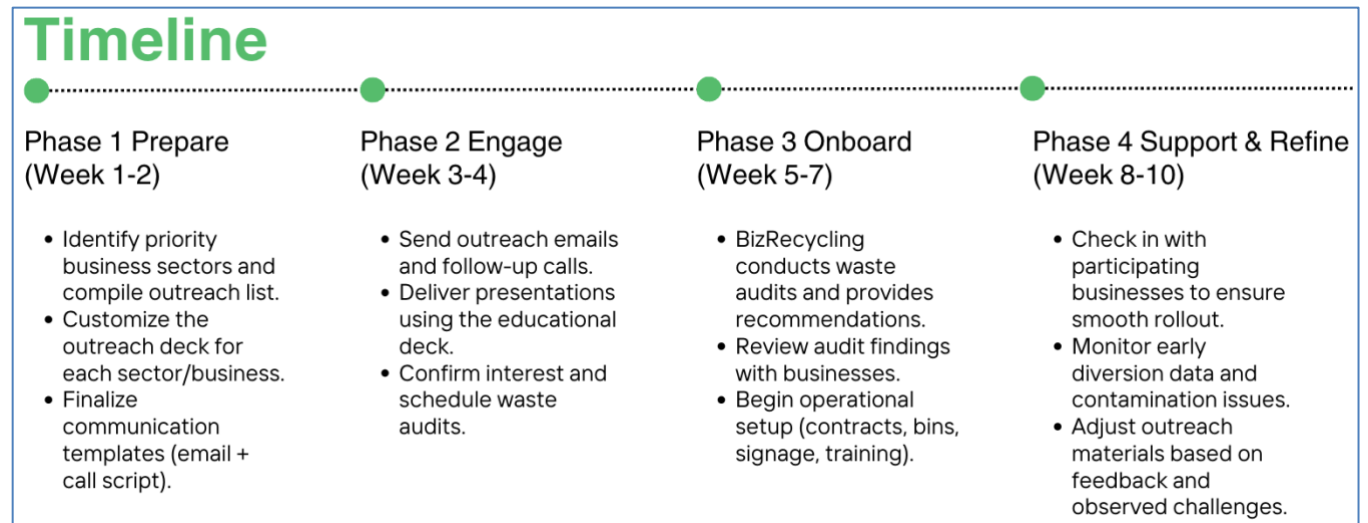 Timeline
Phase 1 Prepare
(Week 1-2)
• Identify priority
business sectors and
compile outreach list.
• Customize the
outreach deck for
each sector/business.
• Finalize
communication
templates (email +
call script).
Phase 2 Engage
(Week 3-4)
• Send outreach emails
and follow-up calls.
• Deliver presentations
using the educational
deck.
• Confirm interest and
schedule waste
audits.
Phase 3 Onboard
(Week 5-7)
• BizRecycling
conducts waste
audits and provides
recommendations.
• Review audit findings
with businesses.
• Begin operational
setup (contracts, bins,
signage, training).
Phase 4 Support & Refine
(Week 8-10)
• Check in with
participating
businesses to ensure
smooth rollout.
• Monitor early
diversion data and
contamination issues.
• Adjust outreach
materials based on
feedback and
observed challenges.